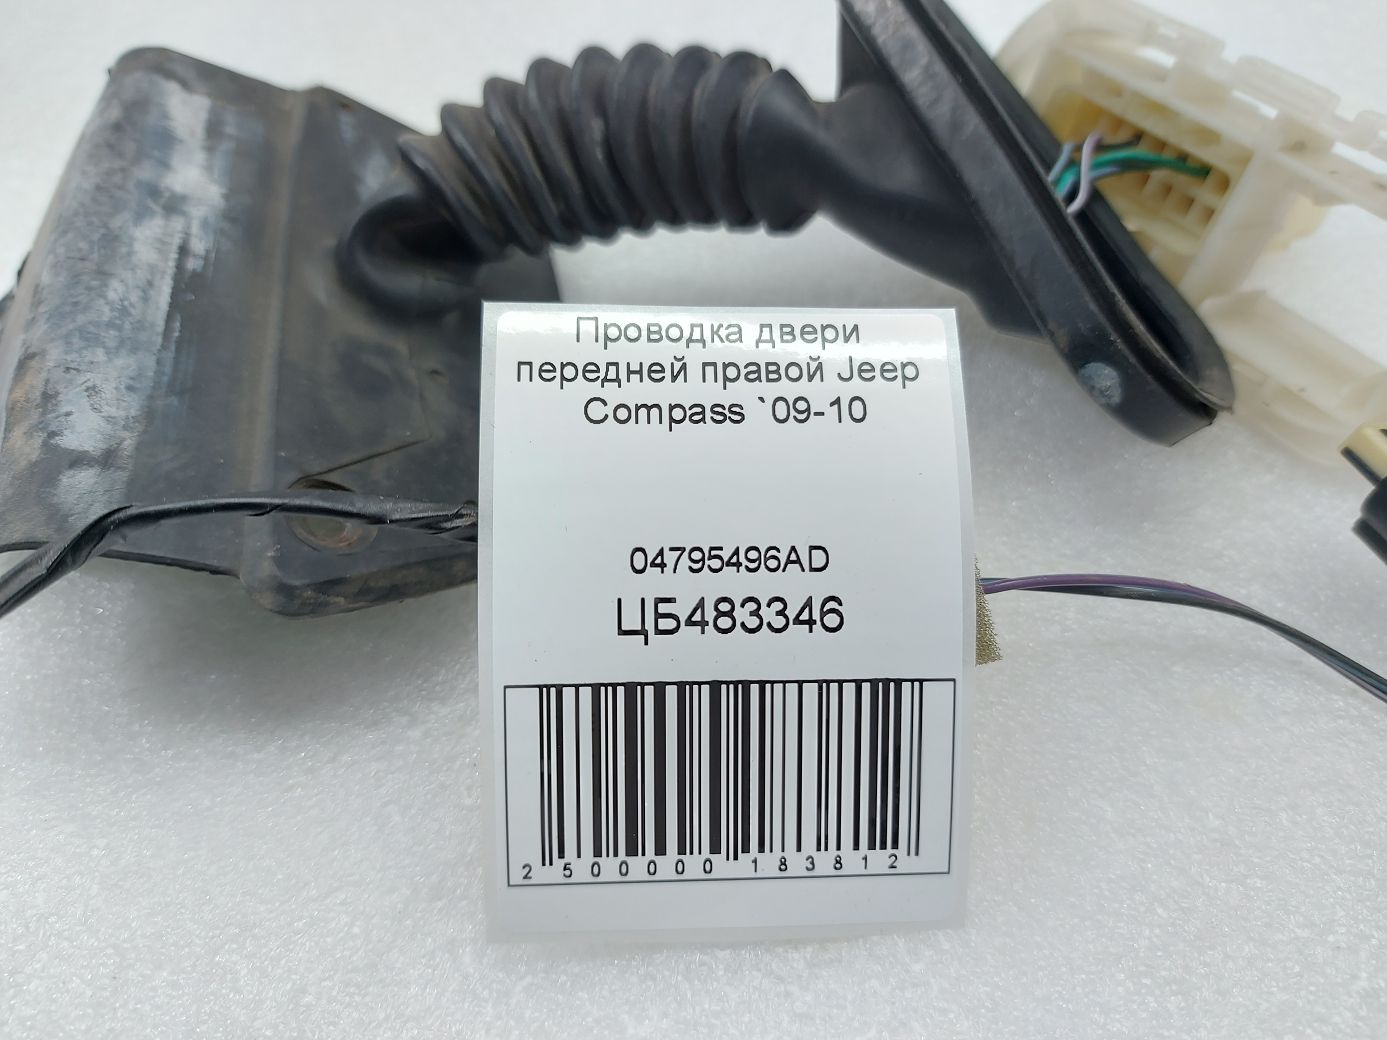 Проводка двери
передней правой Jeep
Compass `09-10
04795496AD
ЦБ483346
2 500000 183812